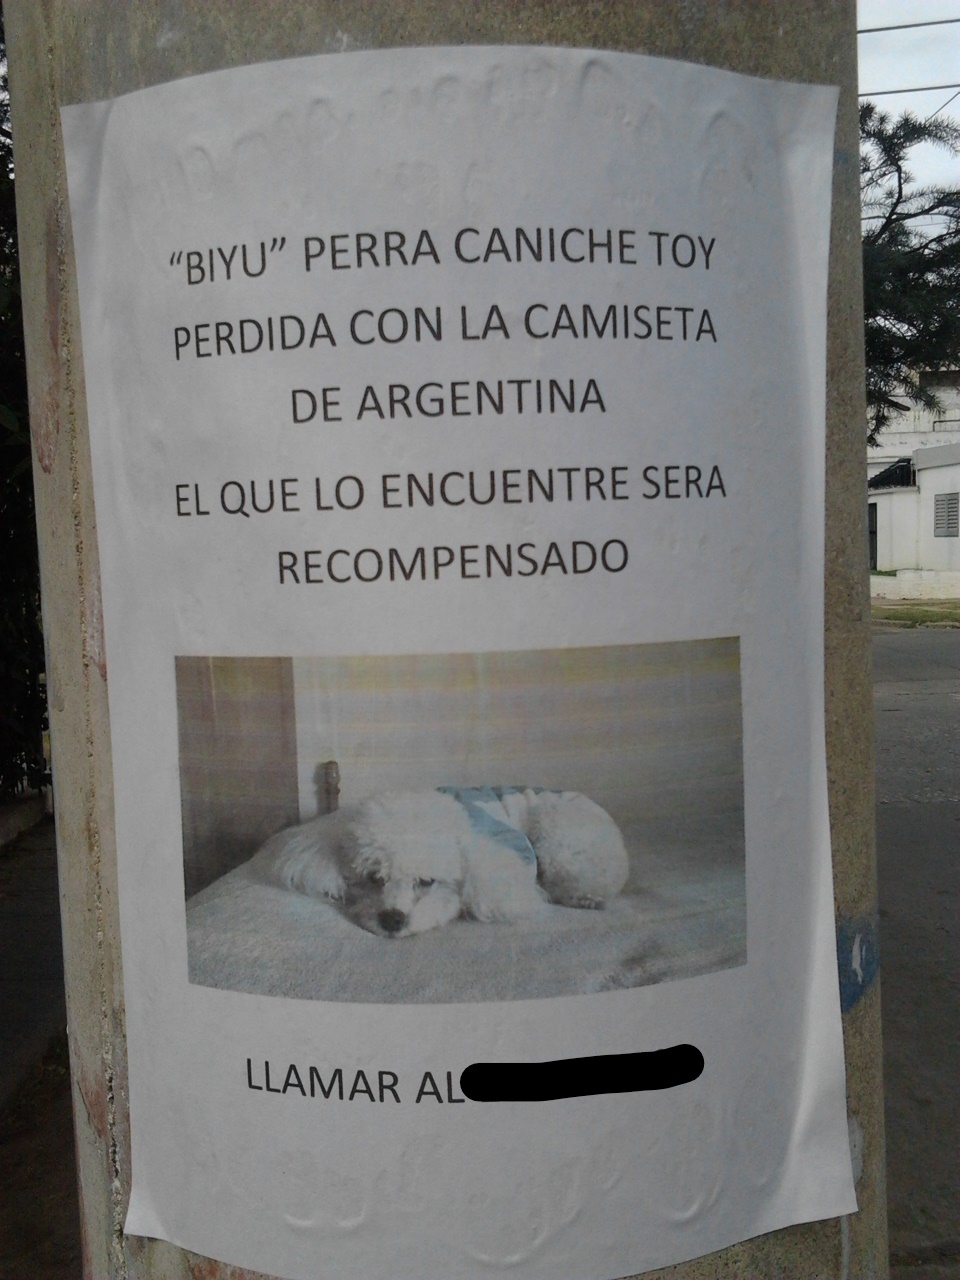 “BIYU” PERRA CANICHE TOY
PERDIDA CON LA CAMISETA
DE ARGENTINA
EL QUE LO ENCUENTRE SERA
RECOMPENSADO
LLAMAR AL